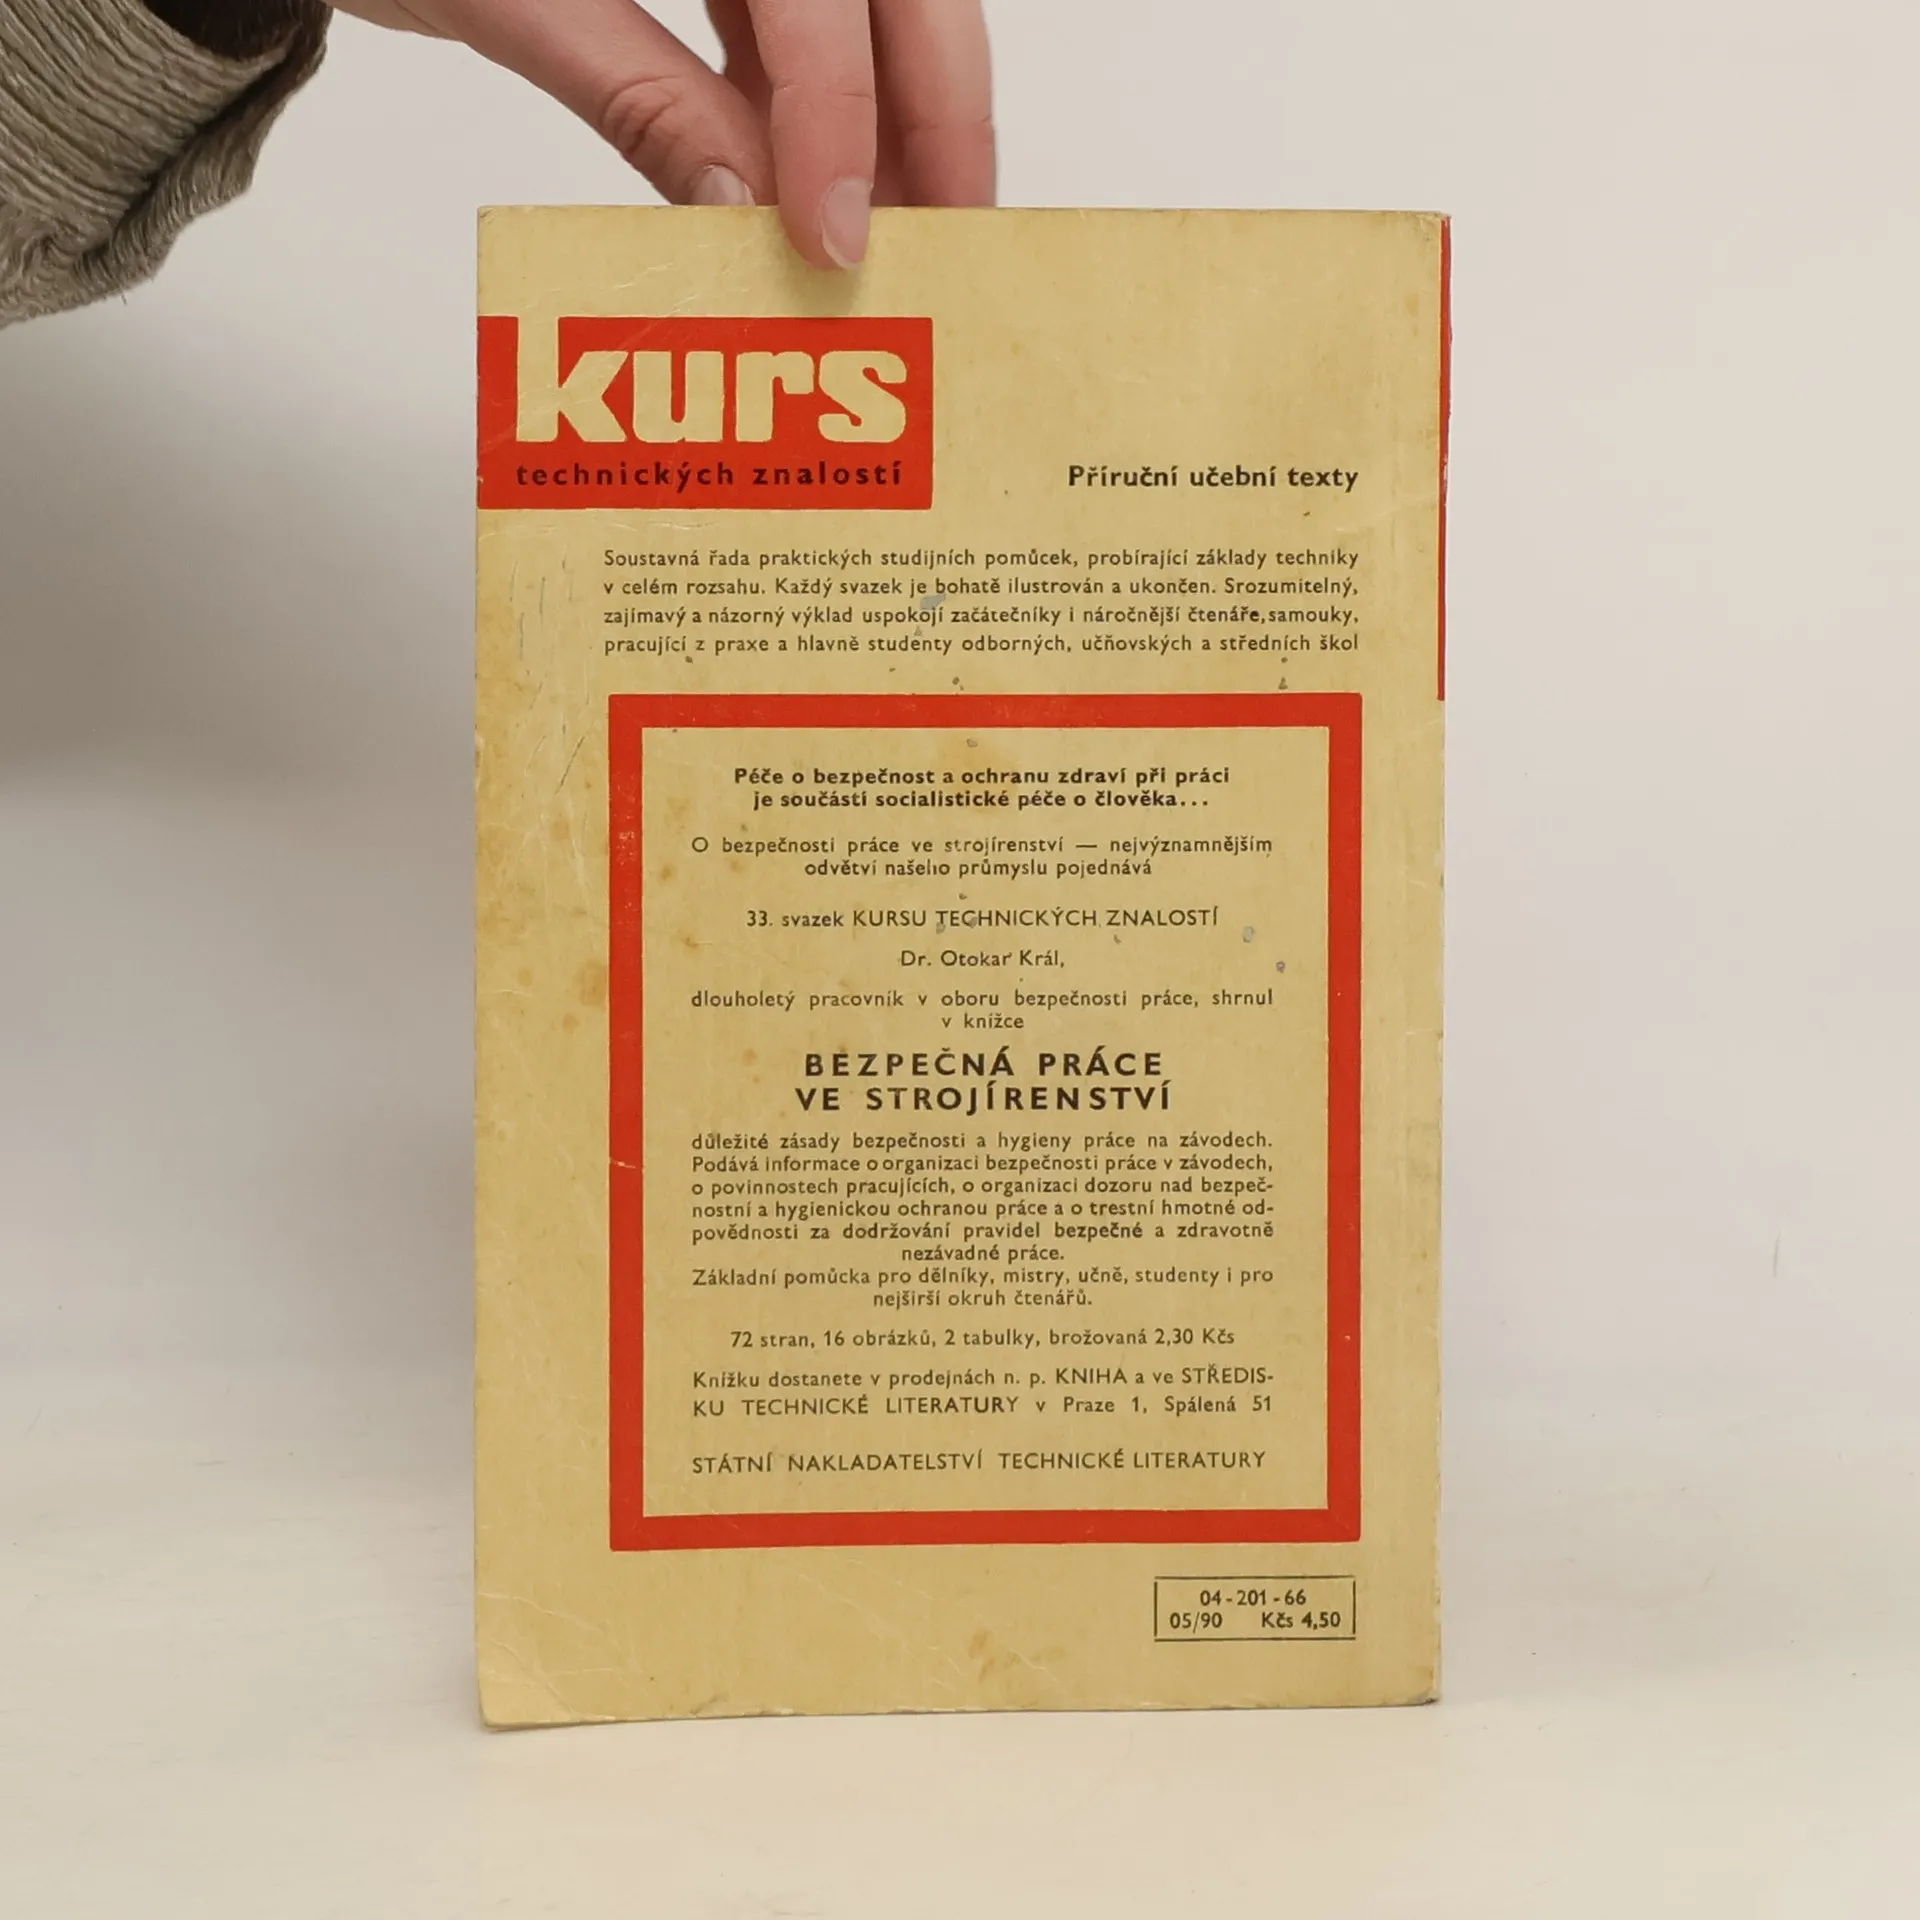 kurs
technických znalostí
Příruční učební texty
Soustavná řada praktických studijních pomůcek, probírající základy techniky
v celém rozsahu. Každý svazek je bohatě ilustrován a ukončen. Srozumitelný,
zajímavý a názorný výklad uspokojí začátečníky i náročnější čtenáře, samouky,
pracující z praxe a hlavně studenty odborných, učňovských a středních škol
Péče o bezpečnost a ochranu zdraví při práci
je součástí socialistické péče o člověka...
O bezpečnosti práce ve strojírenství — nejvýznamnějším
odvětví našeho průmyslu pojednává
33. svazek KURSU TECHNICKÝCH ZNALOSTÍ
Dr. Otokar Král,
dlouholetý pracovník v oboru bezpečnosti práce, shrnul
v knížce
BEZPEČNÁ PRÁCE
VE STROJÍRENSTVÍ
důležité zásady bezpečnosti a hygieny práce na závodech.
Podává informace o organizaci bezpečnosti práce v závodech,
o povinnostech pracujících, o organizaci dozoru nad bezpeč-
nostní a hygienickou ochranou práce a o trestní hmotné od-
povědnosti za dodržování pravidel bezpečné a zdravotně
nezávadné práce.
Základní pomůcka pro dělníky, mistry, učně, studenty i pro
nejširší okruh čtenářů.
72 stran, 16 obrázků, 2 tabulky, brožovaná 2,30 Kčs
Knížku dostanete v prodejnách n. p. KNIHA a ve STŘEDIS-
KU TECHNICKÉ LITERATURY v Praze 1, Spálená 51
STÁTNÍ NAKLADATELSTVÍ TECHNICKÉ LITERATURY
04-201-66
05/90 Kčs 4,50